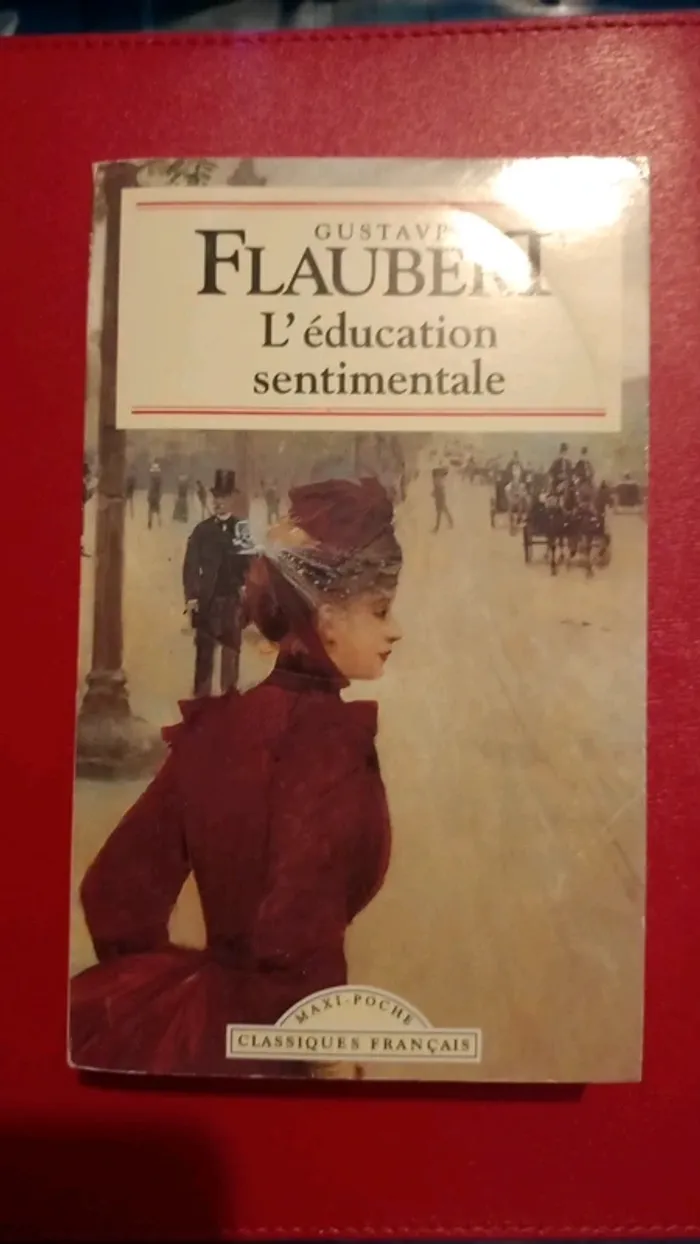 GUSTAVE
FLAUBERT
L'éducation
sentimentale
MAXI-POCHE
CLASSIQUES FRANÇAIS